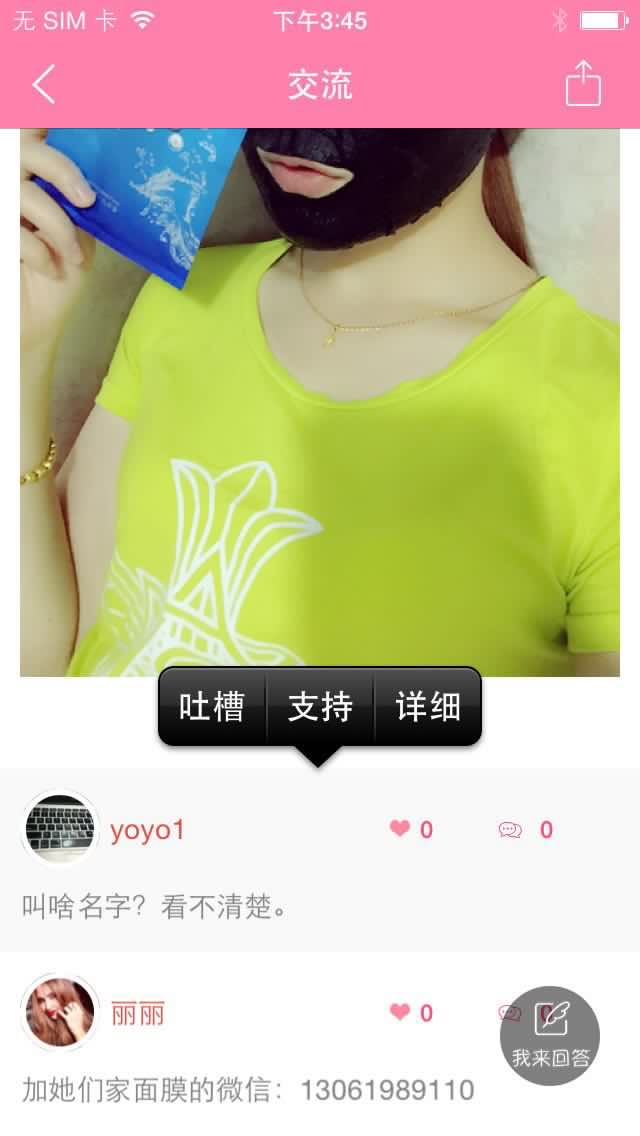 无 SIM 卡 下午3:45
交流
吐槽 支持 详细
yoyo1 0 0
叫啥名字？看不清楚。
丽丽 0 0
我来回答
加她们家面膜的微信：13061989110